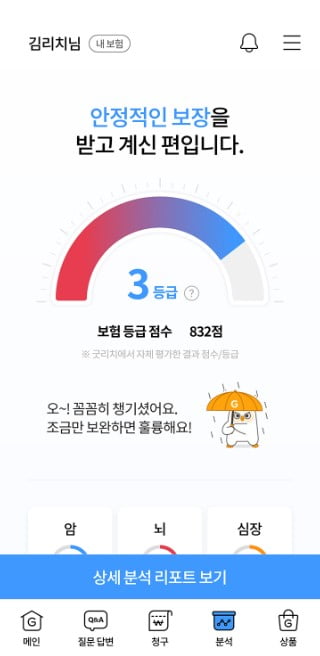 김리치님 내 보험
안정적인 보장을
받고 계신 편입니다.
3 등급 ?
보험 등급 점수 832점
※ 굿리치에서 자체 평가한 결과 점수/등급
오~! 꼼꼼히 챙기셨어요.
조금만 보완하면 훌륭해요!
G
암 뇌 심장
상세 분석 리포트 보기
G Q&A ₩ G
메인 질문 답변 청구 분석 상품